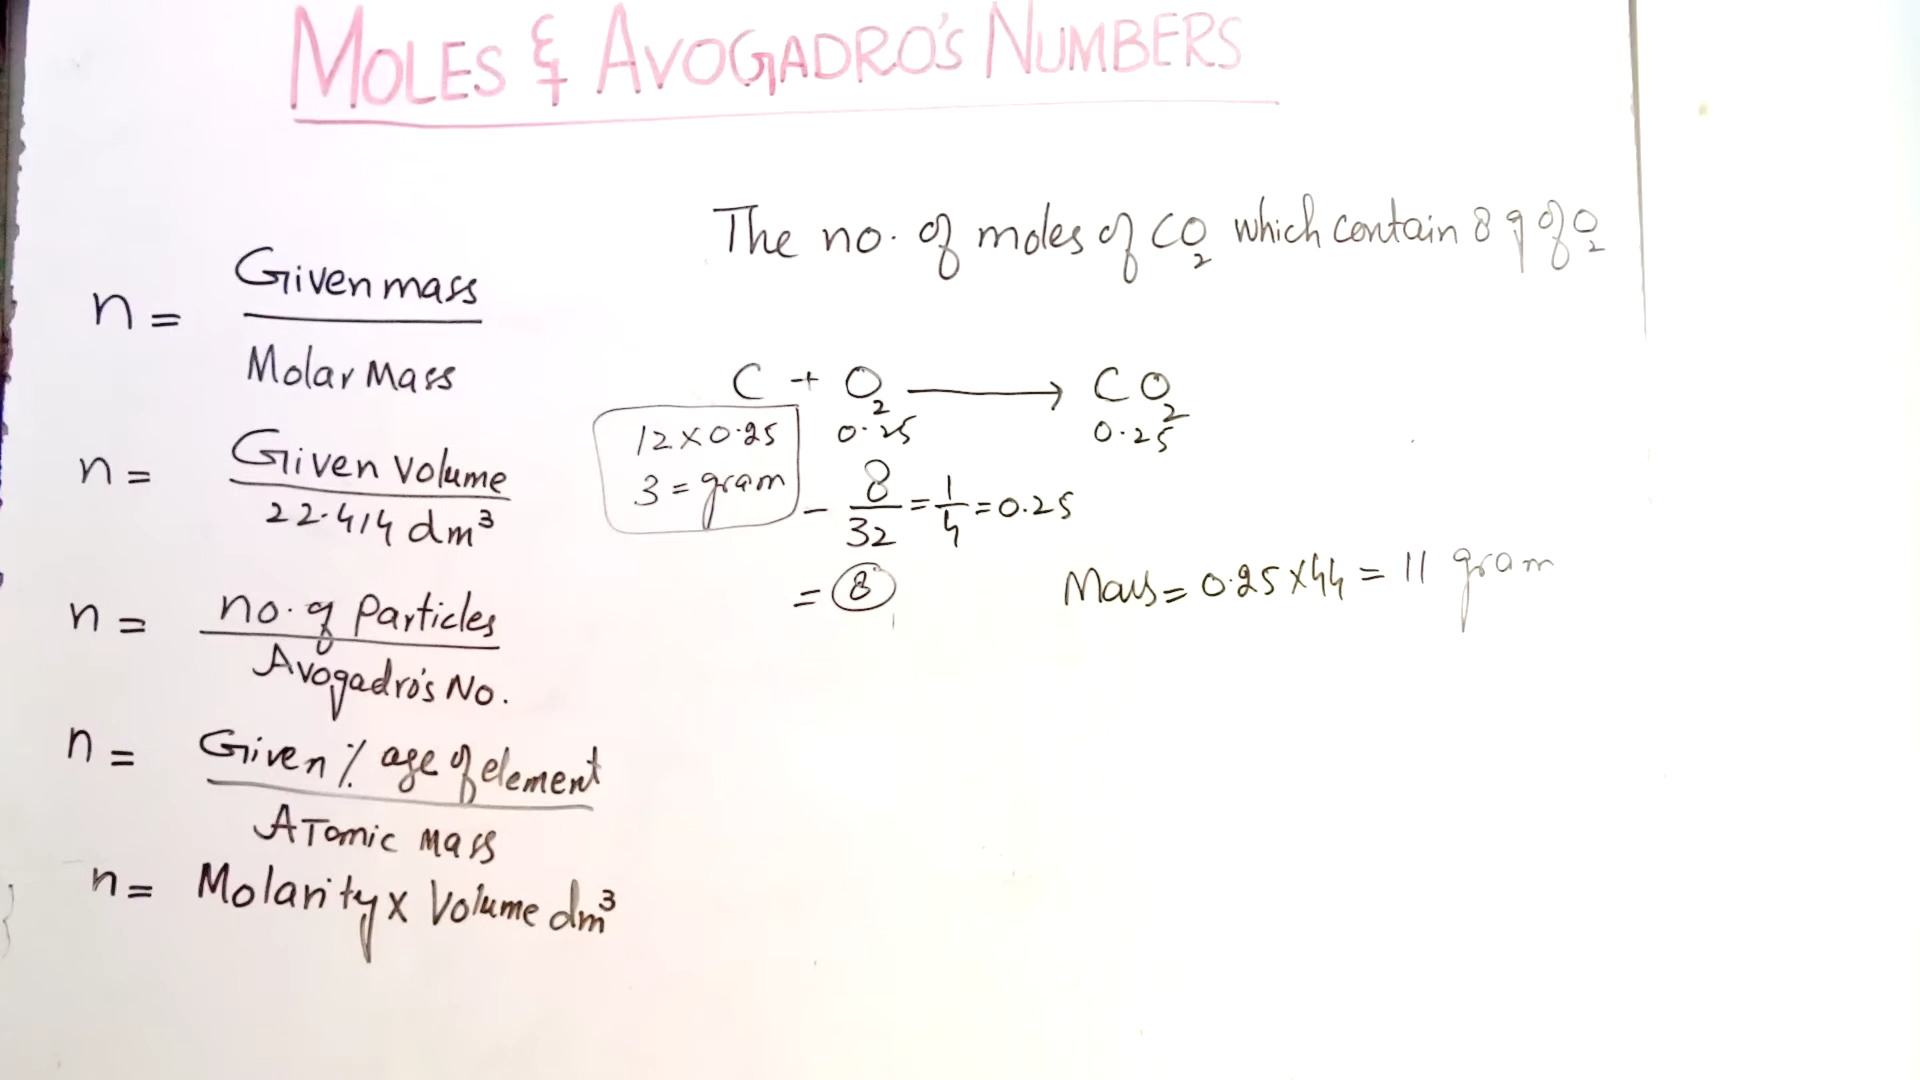 MOLES & AVOGADRO'S NUMBERS
The no. of moles of CO2 which contain 8 g of O2
n = Given mass
Molar Mass
n = Given volume
22.414 dm³
n = no. of Particles
Avogadro's No.
n = Given % age of element
ATomic Mass
n = Molarity x Volume dm³
C + O2 → CO2
12 x 0.25
3 = gram
0.25
0.25
- 8/32 = 1/4 = 0.25
= 8
Mass = 0.25 x 44 = 11 gram